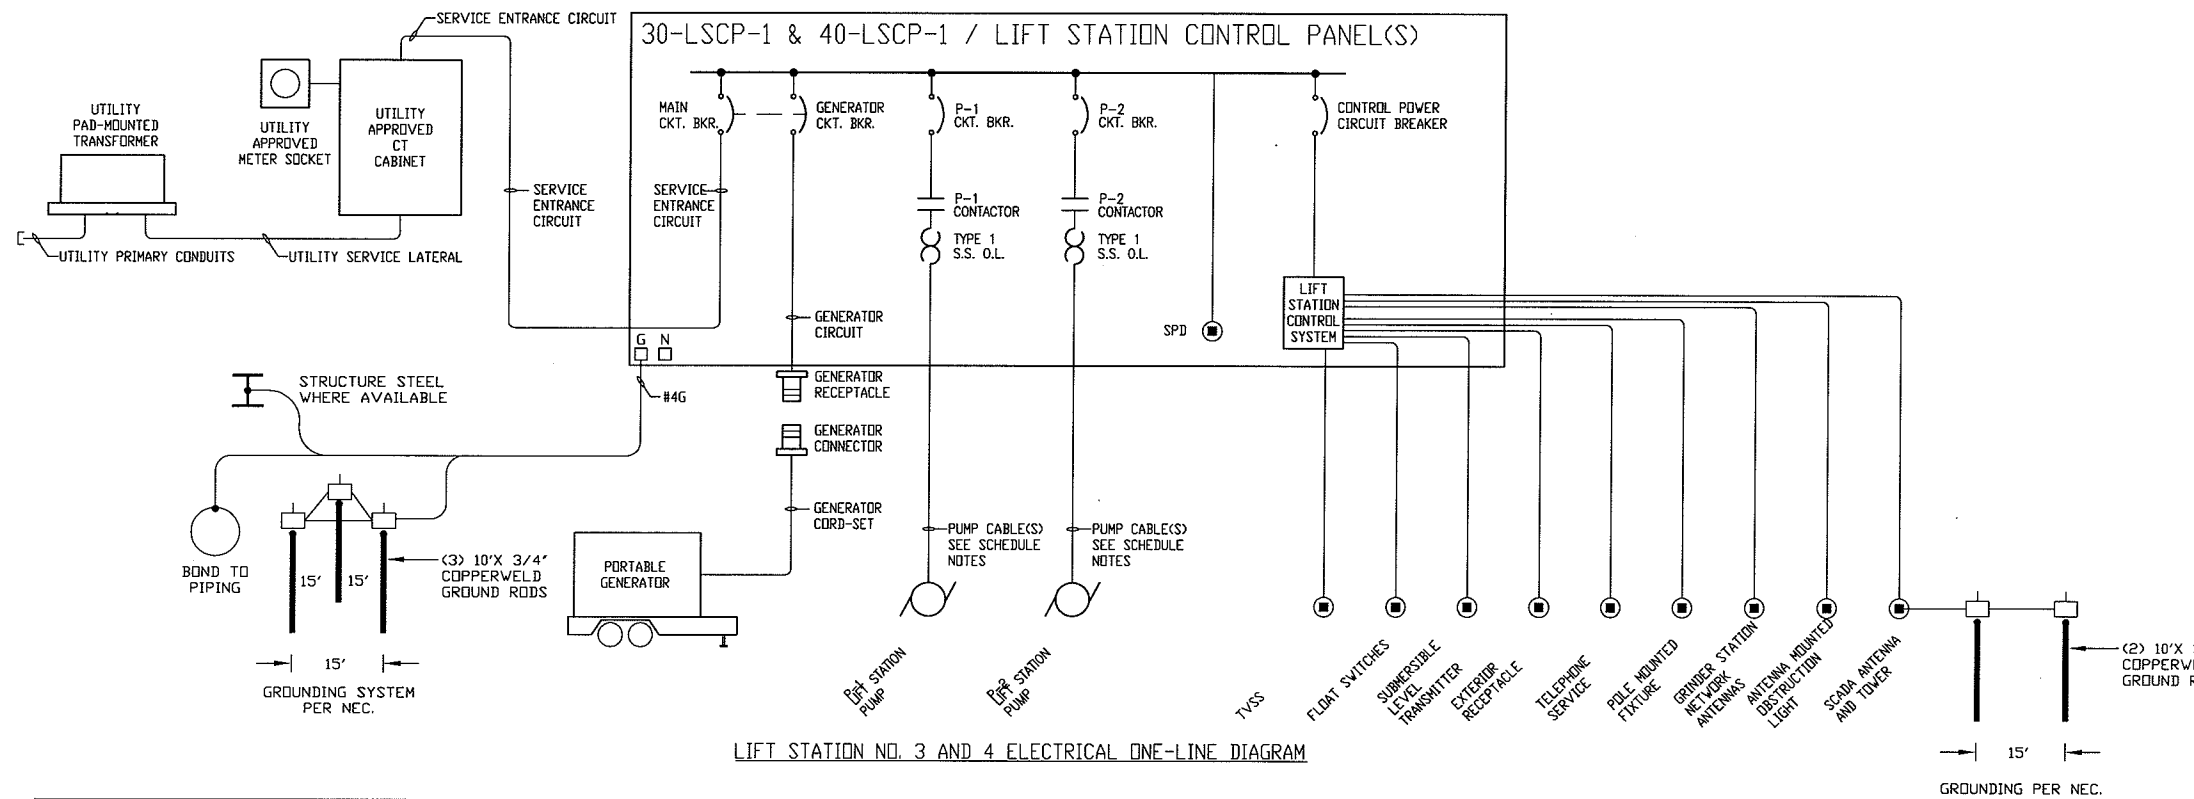 SERVICE ENTRANCE CIRCUIT
30-LSCP-1 & 40-LSCP-1 / LIFT STATION CONTROL PANEL(S)
UTILITY
PAD-MOUNTED
TRANSFORMER
UTILITY
APPROVED
METER SOCKET
UTILITY
APPROVED
CT
CABINET
MAIN
CKT. BKR.
GENERATOR
CKT. BKR.
P-1
CKT. BKR.
P-2
CKT. BKR.
CONTROL POWER
CIRCUIT BREAKER
SERVICE
ENTRANCE
CIRCUIT
SERVICE
ENTRANCE
CIRCUIT
P-1
CONTACTOR
P-2
CONTACTOR
TYPE 1
S.S. O.L.
TYPE 1
S.S. O.L.
UTILITY PRIMARY CONDUITS
UTILITY SERVICE LATERAL
GENERATOR
CIRCUIT
SPD
LIFT
STATION
CONTROL
SYSTEM
G N
#4G
GENERATOR
RECEPTACLE
STRUCTURE STEEL
WHERE AVAILABLE
GENERATOR
CONNECTOR
GENERATOR
CORD-SET
PUMP CABLE(S)
SEE SCHEDULE
NOTES
PUMP CABLE(S)
SEE SCHEDULE
NOTES
BOND TO
PIPING
15'
15'
(3) 10'X 3/4"
COPPERWELD
GROUND RODS
PORTABLE
GENERATOR
15'
GROUNDING SYSTEM
PER NEC.
P-1
LIFT STATION
PUMP
P-2
LIFT STATION
PUMP
TVSS
FLOAT SWITCHES
SUBMERSIBLE
LEVEL
TRANSMITTER
EXTERIOR
RECEPTACLE
TELEPHONE
SERVICE
POLE MOUNTED
FIXTURE
GRINDER STATION
NETWORK
ANTENNAS
ANTENNA MOUNTED
OBSTRUCTION
LIGHT
SCADA ANTENNA
AND TOWER
(2) 10'X
GROUND
15'
GROUNDING PER NEC.
LIFT STATION NO. 3 AND 4 ELECTRICAL ONE-LINE DIAGRAM